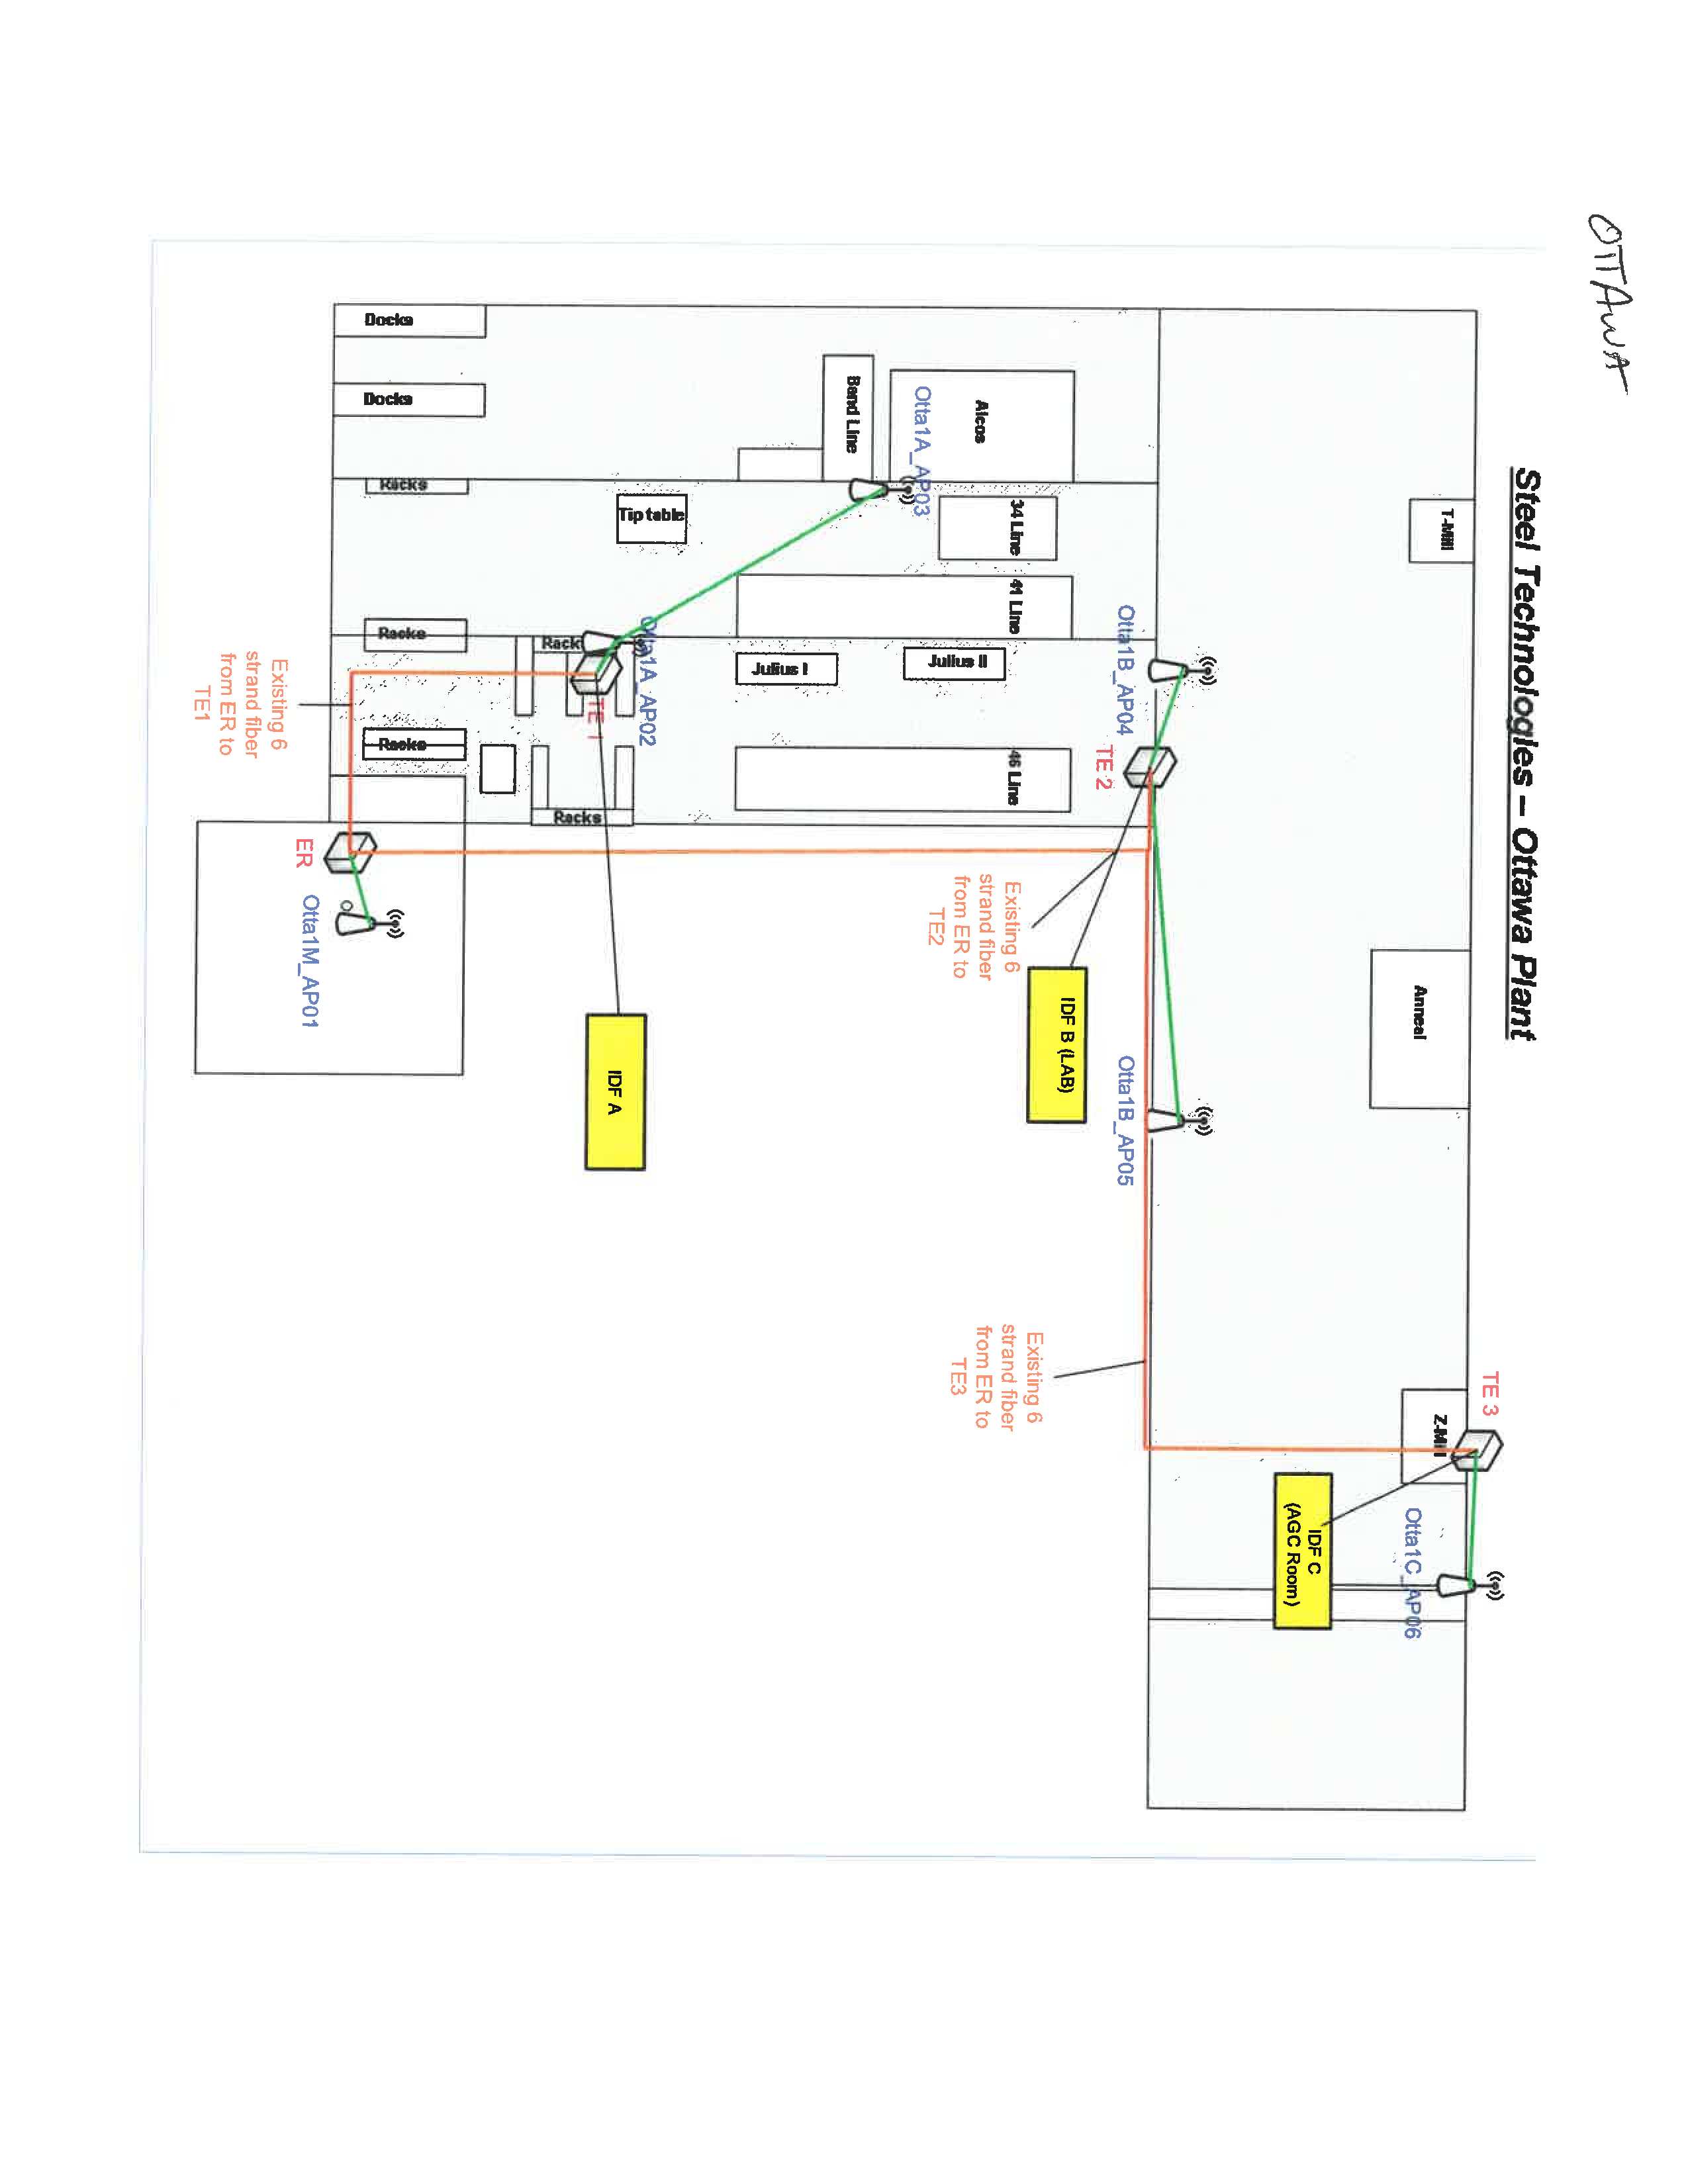 OTTAWA
Steel Technologies – Ottawa Plant
T-Mill
Anneal
TE 3
Z-Mill
Otta1C_AP06
IDF C
(AGC Room)
Otta1B_AP04
TE 2
Otta1B_AP05
IDF B (LAB)
Existing 6
strand fiber
from ER to
TE2
Existing 6
strand fiber
from ER to
TE3
Alcos
Otta1A_AP03
Band Line
34 Line
41 Line
Julius II
Julius I
46 Line
Tip table
Otta1A_AP02
Rack
TE 1
Racks
IDF A
Docks
Docks
Racks
Racks
Racks
Existing 6
strand fiber
from ER to
TE1
ER
Otta1M_AP01